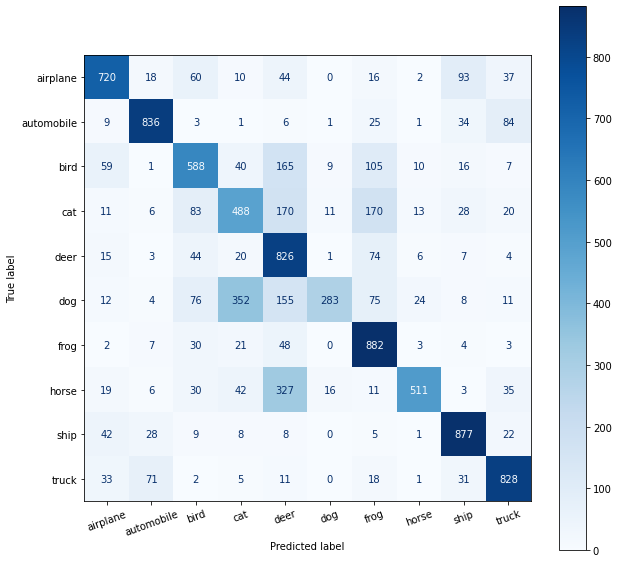 airplane 720 18 60 10 44 0 16 2 93 37
automobile 9 836 3 1 6 1 25 1 34 84
bird 59 1 588 40 165 9 105 10 16 7
cat 11 6 83 488 170 11 170 13 28 20
deer 15 3 44 20 826 1 74 6 7 4
dog 12 4 76 352 155 283 75 24 8 11
frog 2 7 30 21 48 0 882 3 4 3
horse 19 6 30 42 327 16 11 511 3 35
ship 42 28 9 8 8 0 5 1 877 22
truck 33 71 2 5 11 0 18 1 31 828
airplane automobile bird cat deer dog frog horse ship truck
Predicted label
True label
800
700
600
500
400
300
200
100
0